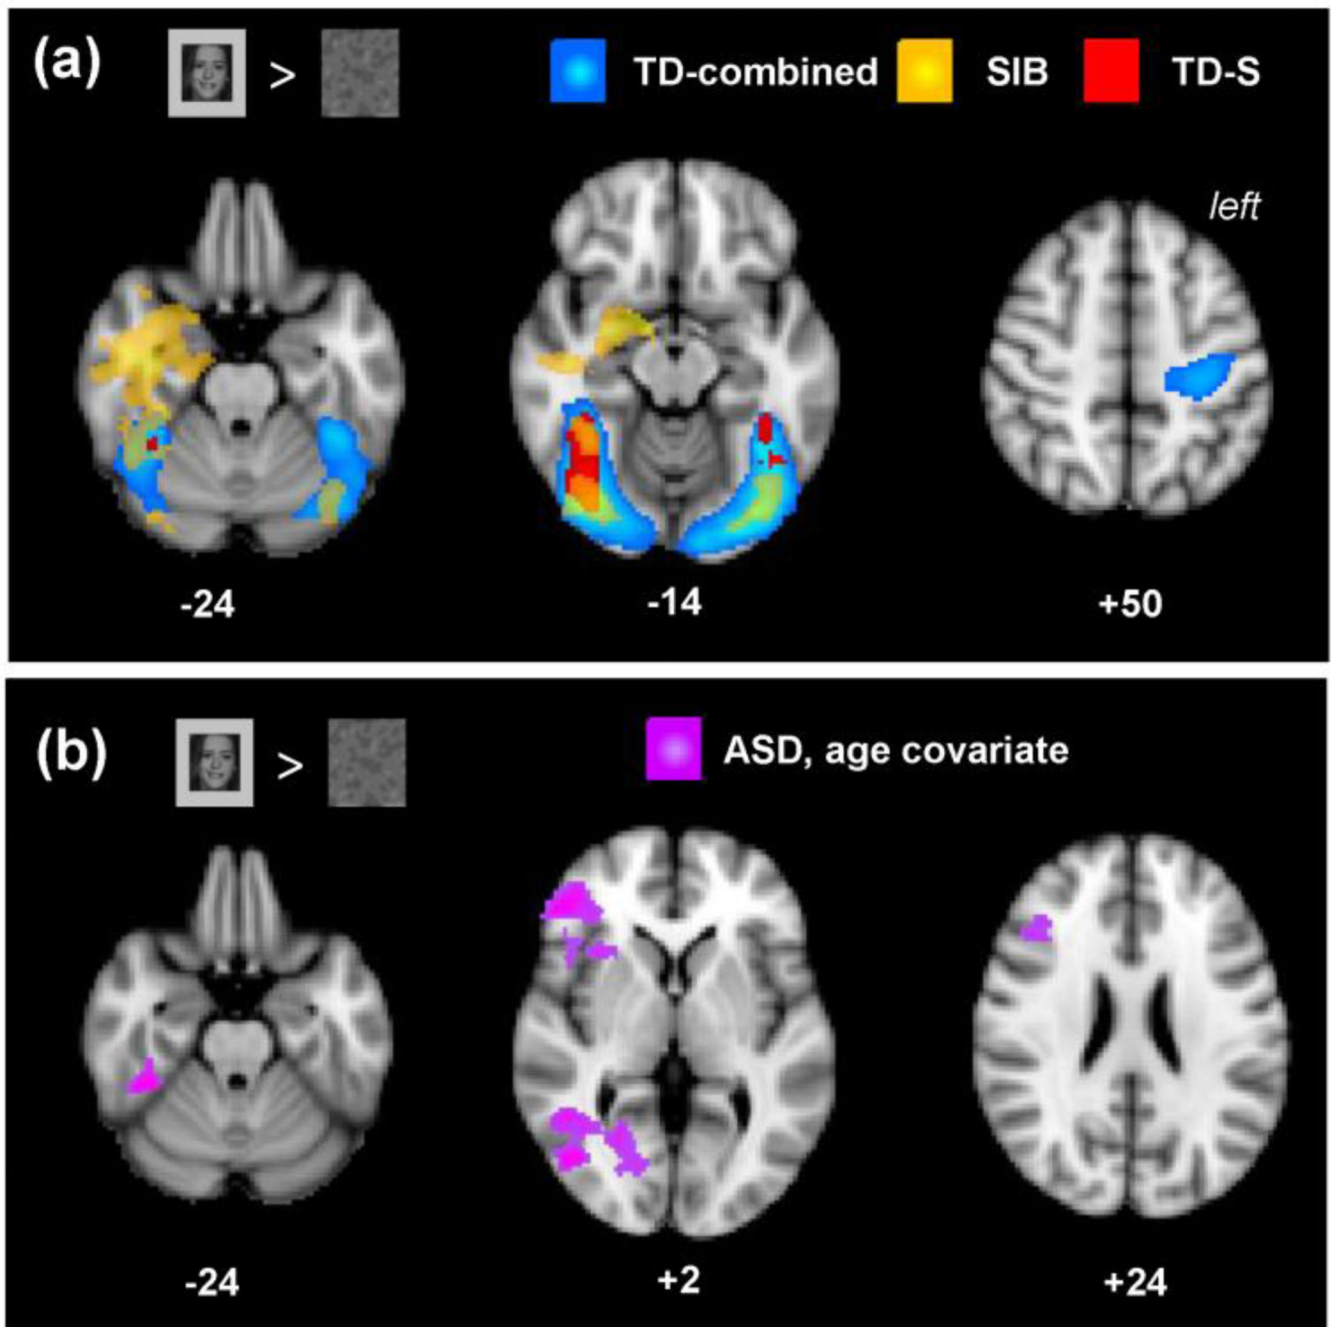 (a) > TD-combined SIB TD-S
left
-24 -14 +50
(b) > ASD, age covariate
-24 +2 +24